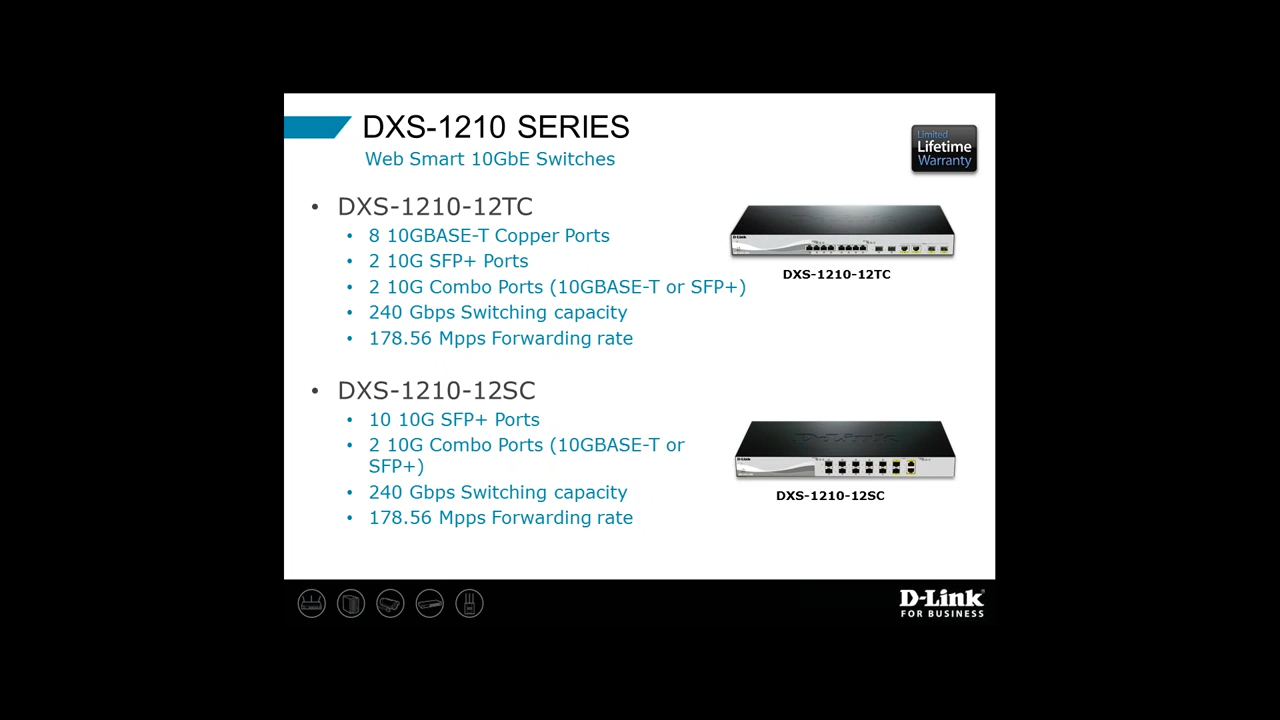 DXS-1210 SERIES
Web Smart 10GbE Switches
Limited
Lifetime
Warranty
• DXS-1210-12TC
• 8 10GBASE-T Copper Ports
• 2 10G SFP+ Ports
• 2 10G Combo Ports (10GBASE-T or SFP+)
• 240 Gbps Switching capacity
• 178.56 Mpps Forwarding rate
D-Link
DXS-1210-12TC
• DXS-1210-12SC
• 10 10G SFP+ Ports
• 2 10G Combo Ports (10GBASE-T or
SFP+)
• 240 Gbps Switching capacity
• 178.56 Mpps Forwarding rate
D-Link
D-Link
DXS-1210-12SC
D-Link
FOR BUSINESS